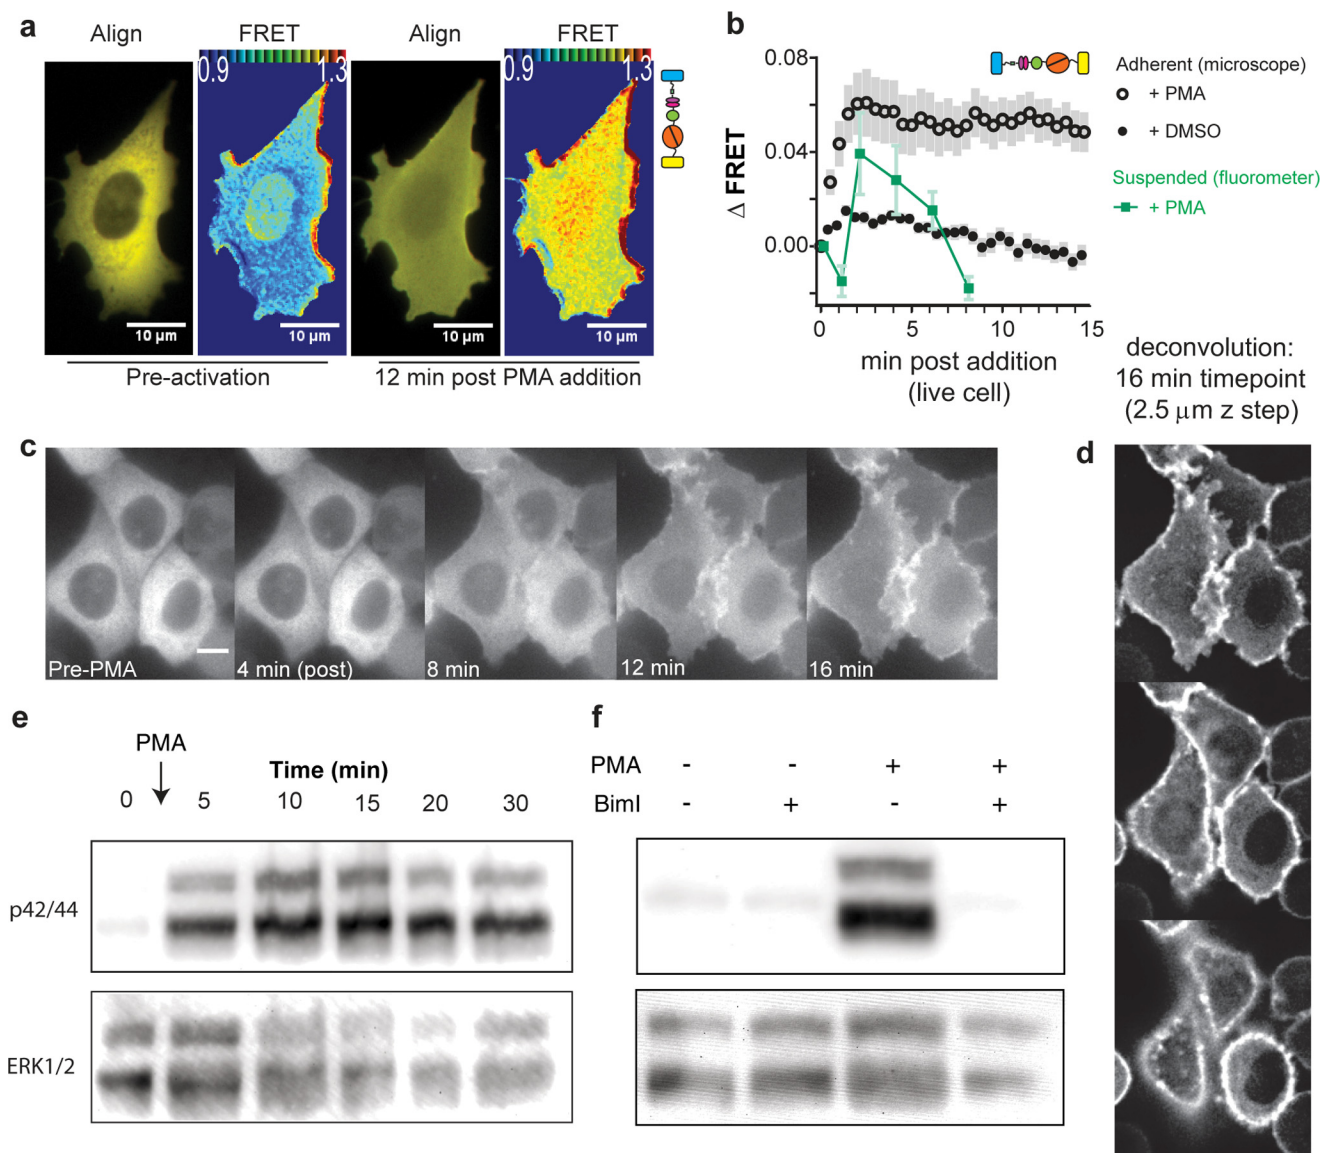 a
Align
FRET
Align
FRET
0.9
1.3
0.9
1.3
10 µm
10 µm
10 µm
10 µm
Pre-activation
12 min post PMA addition
b
0.08
0.04
0.00
Δ FRET
0
5
10
15
min post addition
(live cell)
Adherent (microscope)
+ PMA
+ DMSO
Suspended (fluorometer)
+ PMA
c
Pre-PMA
4 min (post)
8 min
12 min
16 min
deconvolution:
16 min timepoint
(2.5 µm z step)
d
e
PMA
Time (min)
0 5 10 15 20 30
p42/44
ERK1/2
f
PMA - - + +
BimI - + - +